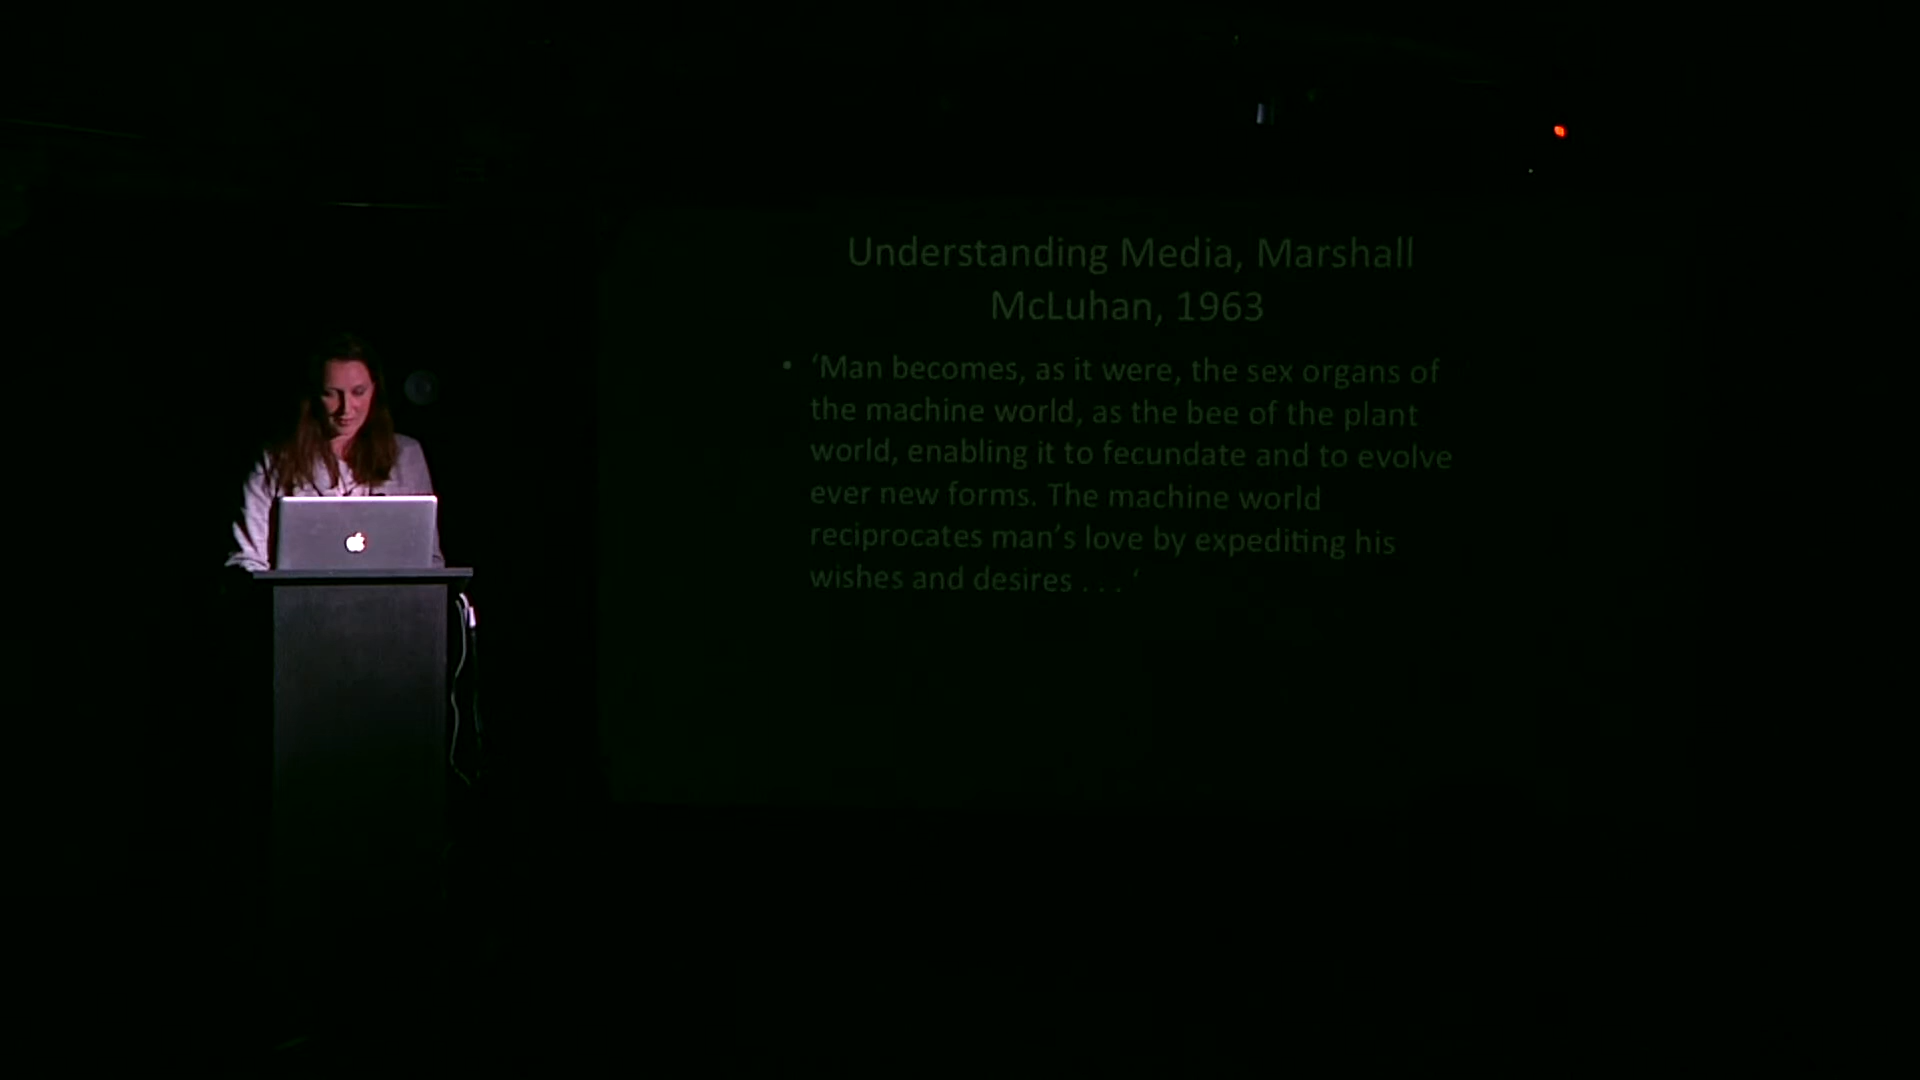 Understanding Media, Marshall
McLuhan, 1963
• ‘Man becomes, as it were, the sex organs of
the machine world, as the bee of the plant
world, enabling it to fecundate and to evolve
ever new forms. The machine world
reciprocates man’s love by expediting his
wishes and desires . . . ‘